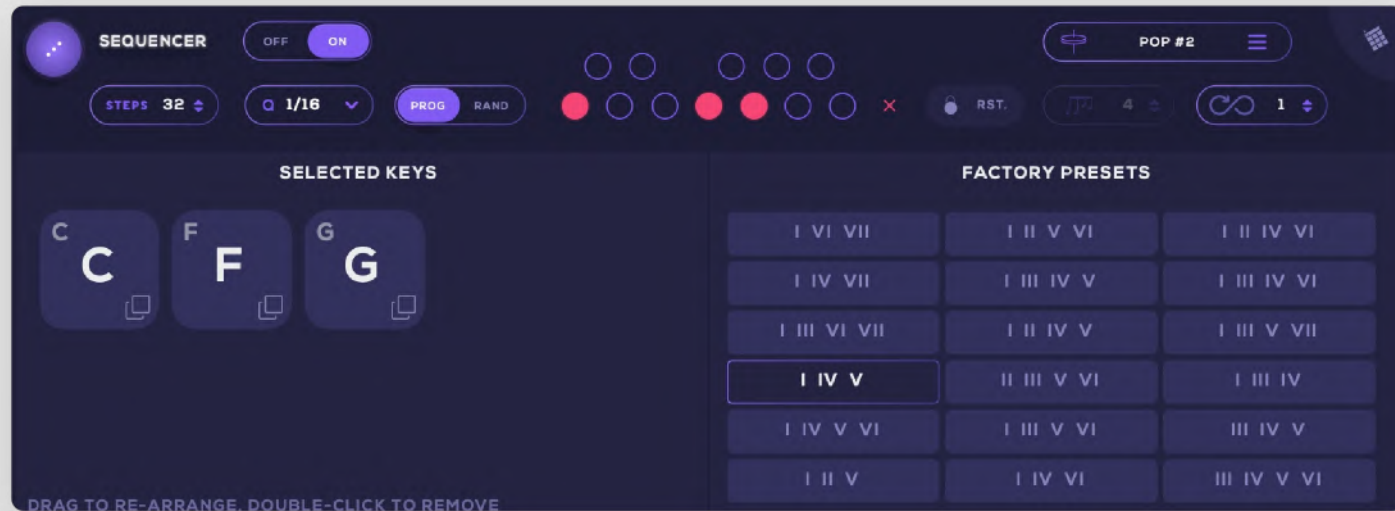 SEQUENCER OFF ON POP #2
STEPS 32 Q 1/16 PROG RAND × RST. 4 1
SELECTED KEYS FACTORY PRESETS
C F G
C F G
I VI VII I II V VI I II IV VI
I IV VII I III IV V I III IV VI
I III VI VII I II IV V I III V VII
I IV V II III V VI I III IV
I IV V VI I III V VI III IV V
I II V I IV VI III IV V VI
DRAG TO RE-ARRANGE, DOUBLE-CLICK TO REMOVE